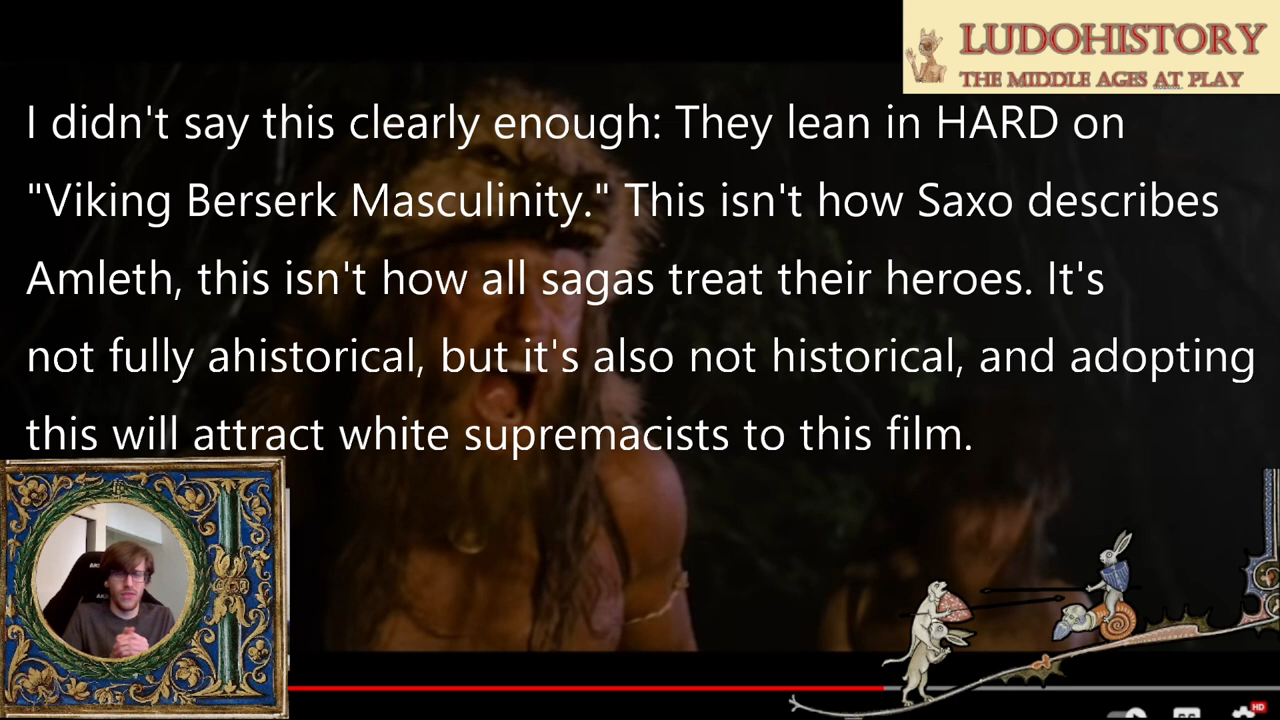 LUDOHISTORY
THE MIDDLE AGES AT PLAY
I didn't say this clearly enough: They lean in HARD on
"Viking Berserk Masculinity." This isn't how Saxo describes
Amleth, this isn't how all sagas treat their heroes. It's
not fully ahistorical, but it's also not historical, and adopting
this will attract white supremacists to this film.
HD